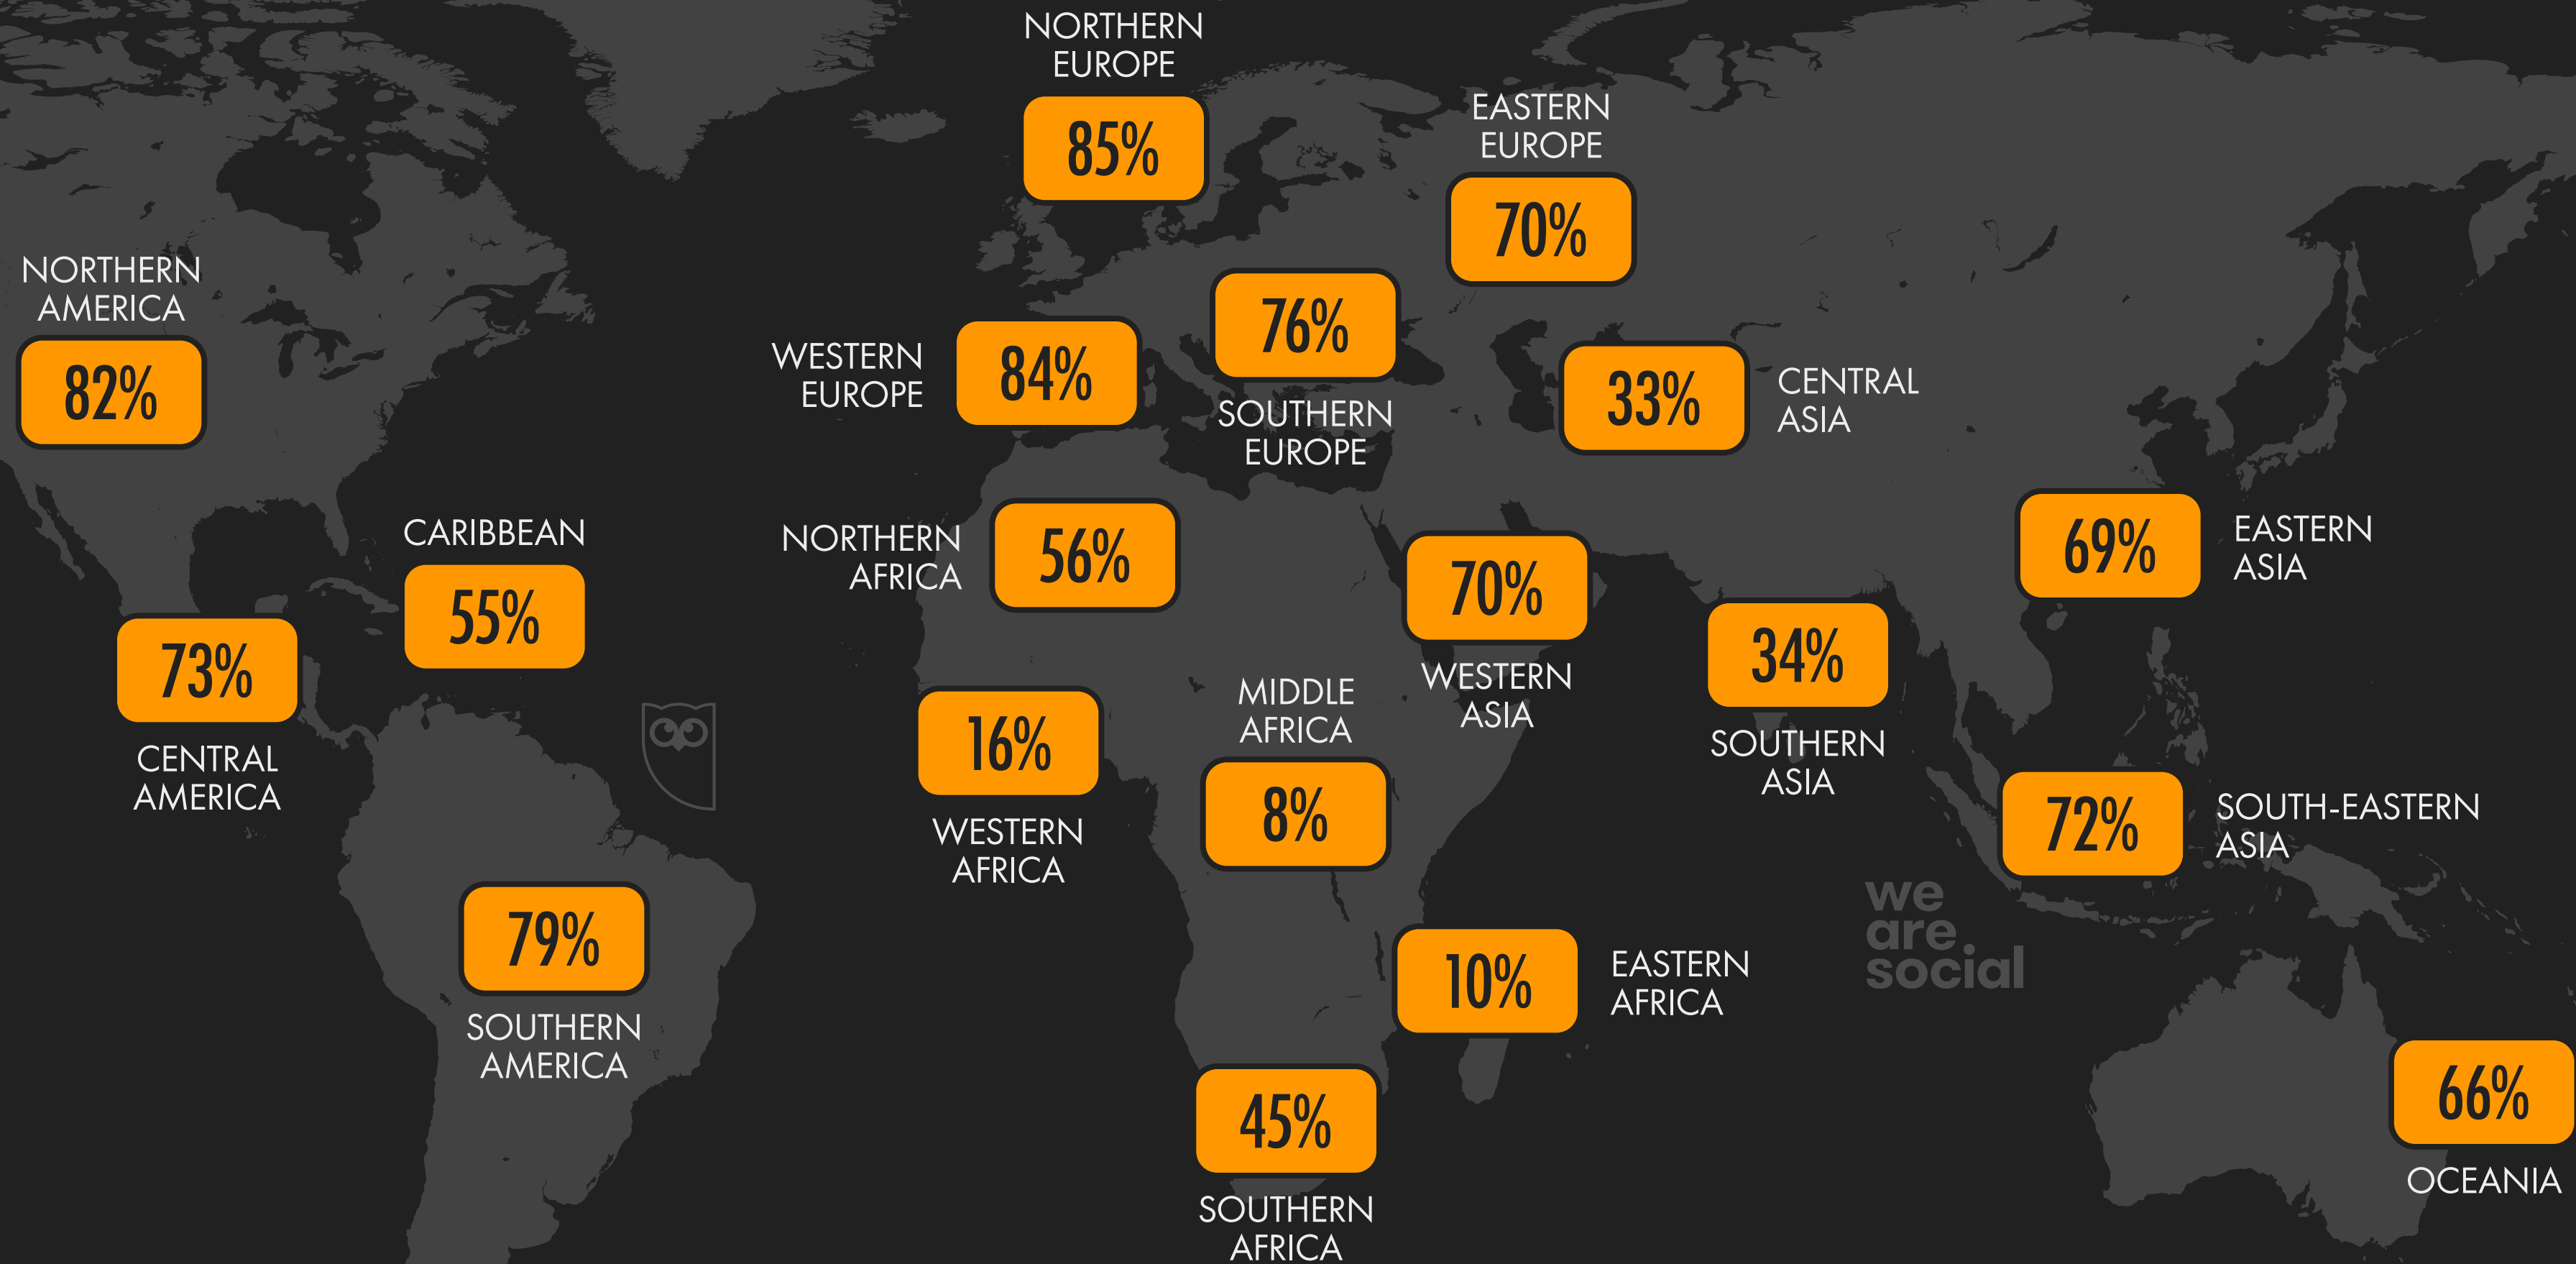 NORTHERN
EUROPE
85%
EASTERN
EUROPE
70%
NORTHERN
AMERICA
82%
WESTERN
EUROPE
84%
76%
SOUTHERN
EUROPE
33%
CENTRAL
ASIA
CARIBBEAN
55%
NORTHERN
AFRICA
56%
70%
WESTERN
ASIA
69%
EASTERN
ASIA
73%
CENTRAL
AMERICA
34%
SOUTHERN
ASIA
16%
WESTERN
AFRICA
MIDDLE
AFRICA
8%
72%
SOUTH-EASTERN
ASIA
79%
SOUTHERN
AMERICA
10%
EASTERN
AFRICA
we
are
social
45%
SOUTHERN
AFRICA
66%
OCEANIA